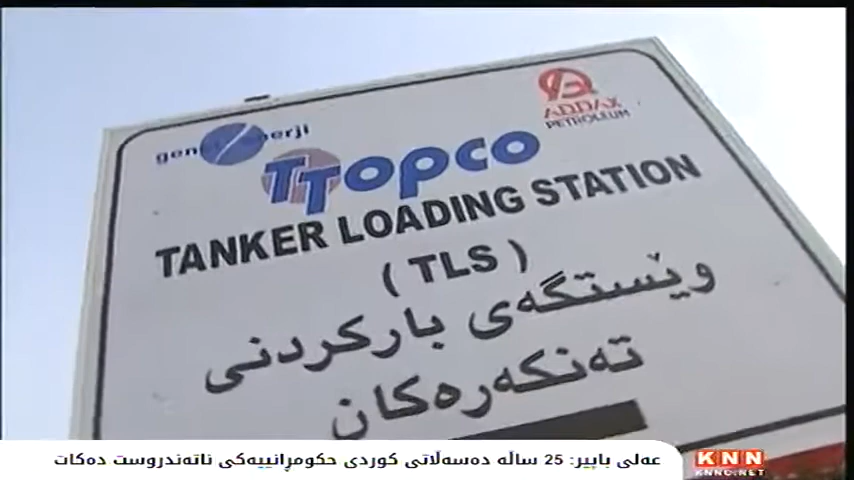 genel enerji
ADDAX
PETROLEUM
TTopco
TANKER LOADING STATION
( TLS )
وێستگەی بارکردنی
تەنکەرەکان
عەلی باپیر: 25 ساڵە دەسەڵاتی کوردی حکومڕانییەکی ناتەندروست دەکات
KNN
KNNC.NET